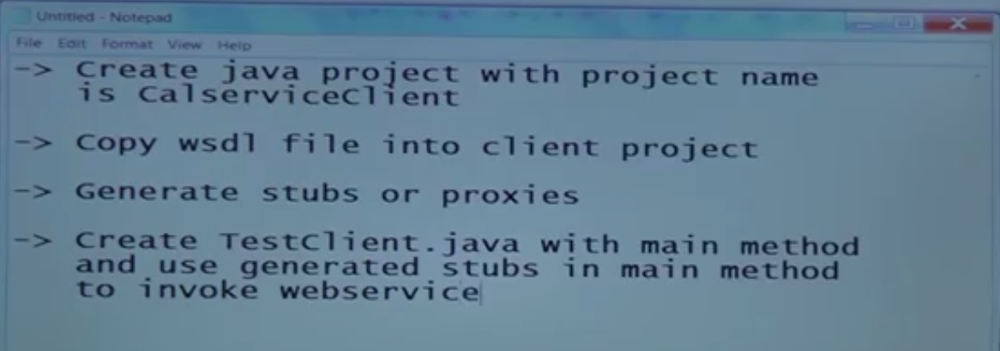 Untitled - Notepad
File Edit Format View Help
-> Create java project with project name
is CalserviceClient
-> Copy wsdl file into client project
-> Generate stubs or proxies
-> Create TestClient.java with main method
and use generated stubs in main method
to invoke webservice